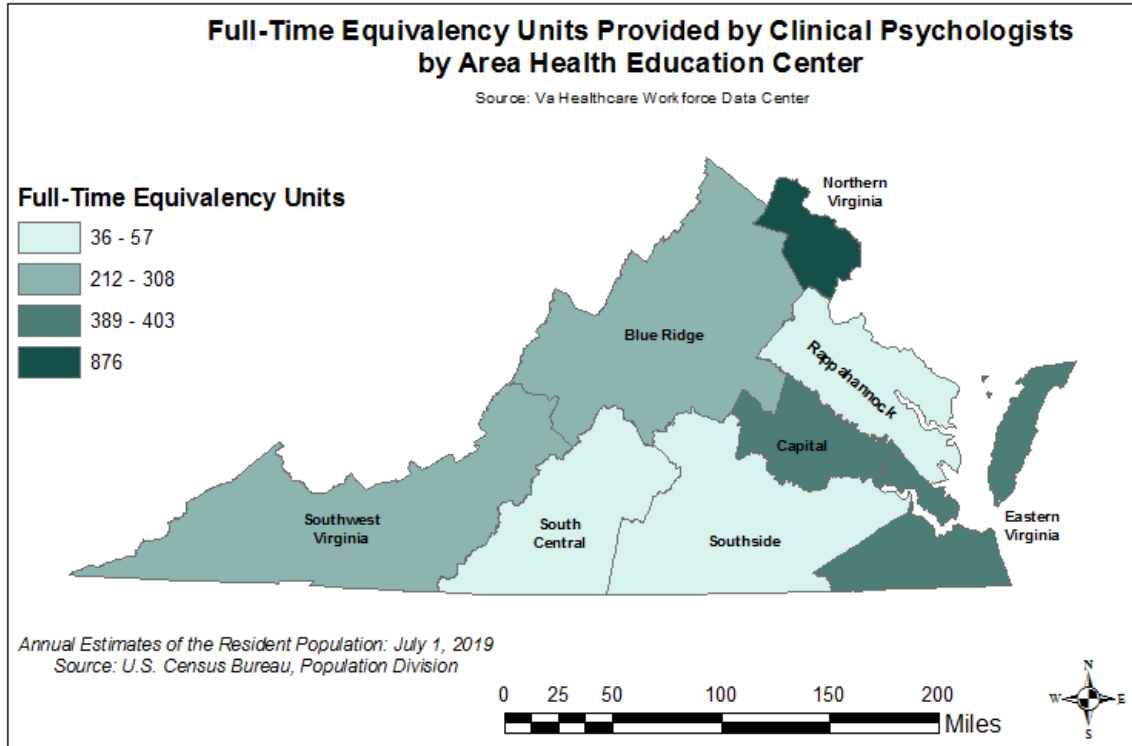 Full-Time Equivalency Units Provided by Clinical Psychologists
by Area Health Education Center
Source: Va Healthcare Workforce Data Center
Full-Time Equivalency Units
36 - 57
212 - 308
389 - 403
876
Northern
Virginia
Blue Ridge
Rappahannock
Capital
Southwest
Virginia
South
Central
Southside
Eastern
Virginia
Annual Estimates of the Resident Population: July 1, 2019
Source: U.S. Census Bureau, Population Division
0 25 50 100 150 200
Miles
N
W E
S